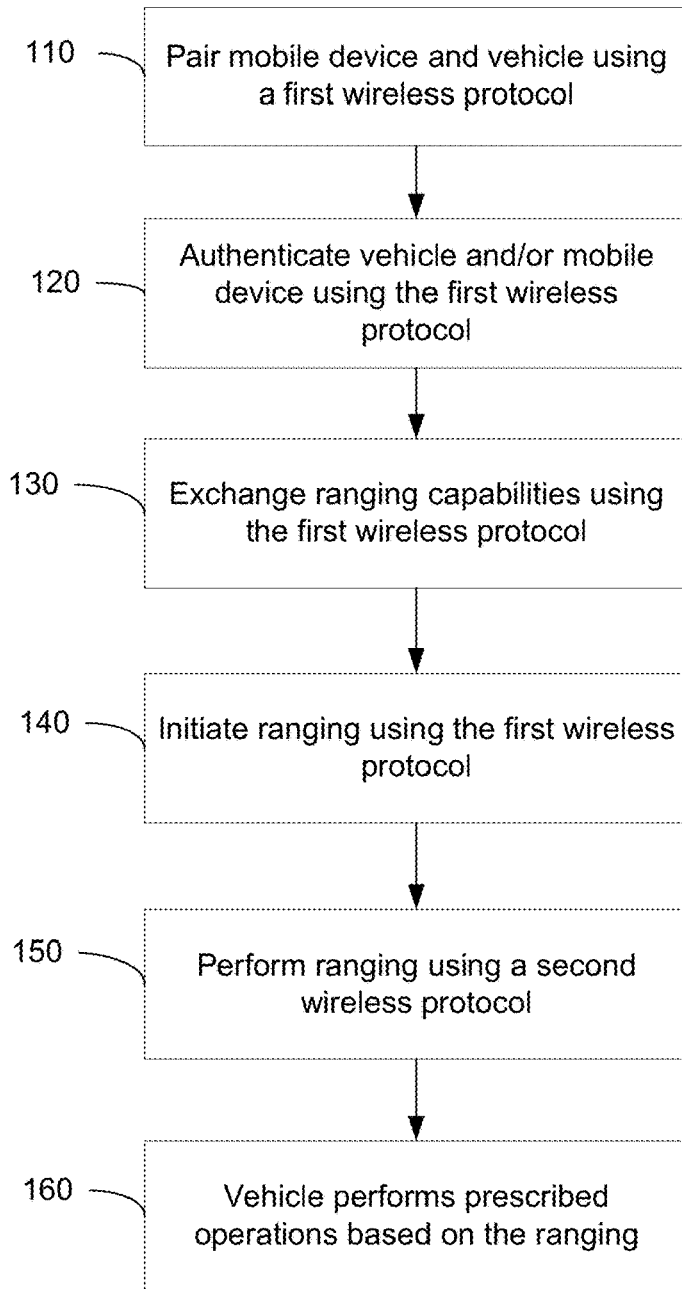 110
Pair mobile device and vehicle using
a first wireless protocol
120
Authenticate vehicle and/or mobile
device using the first wireless
protocol
130
Exchange ranging capabilities using
the first wireless protocol
140
Initiate ranging using the first wireless
protocol
150
Perform ranging using a second
wireless protocol
160
Vehicle performs prescribed
operations based on the ranging